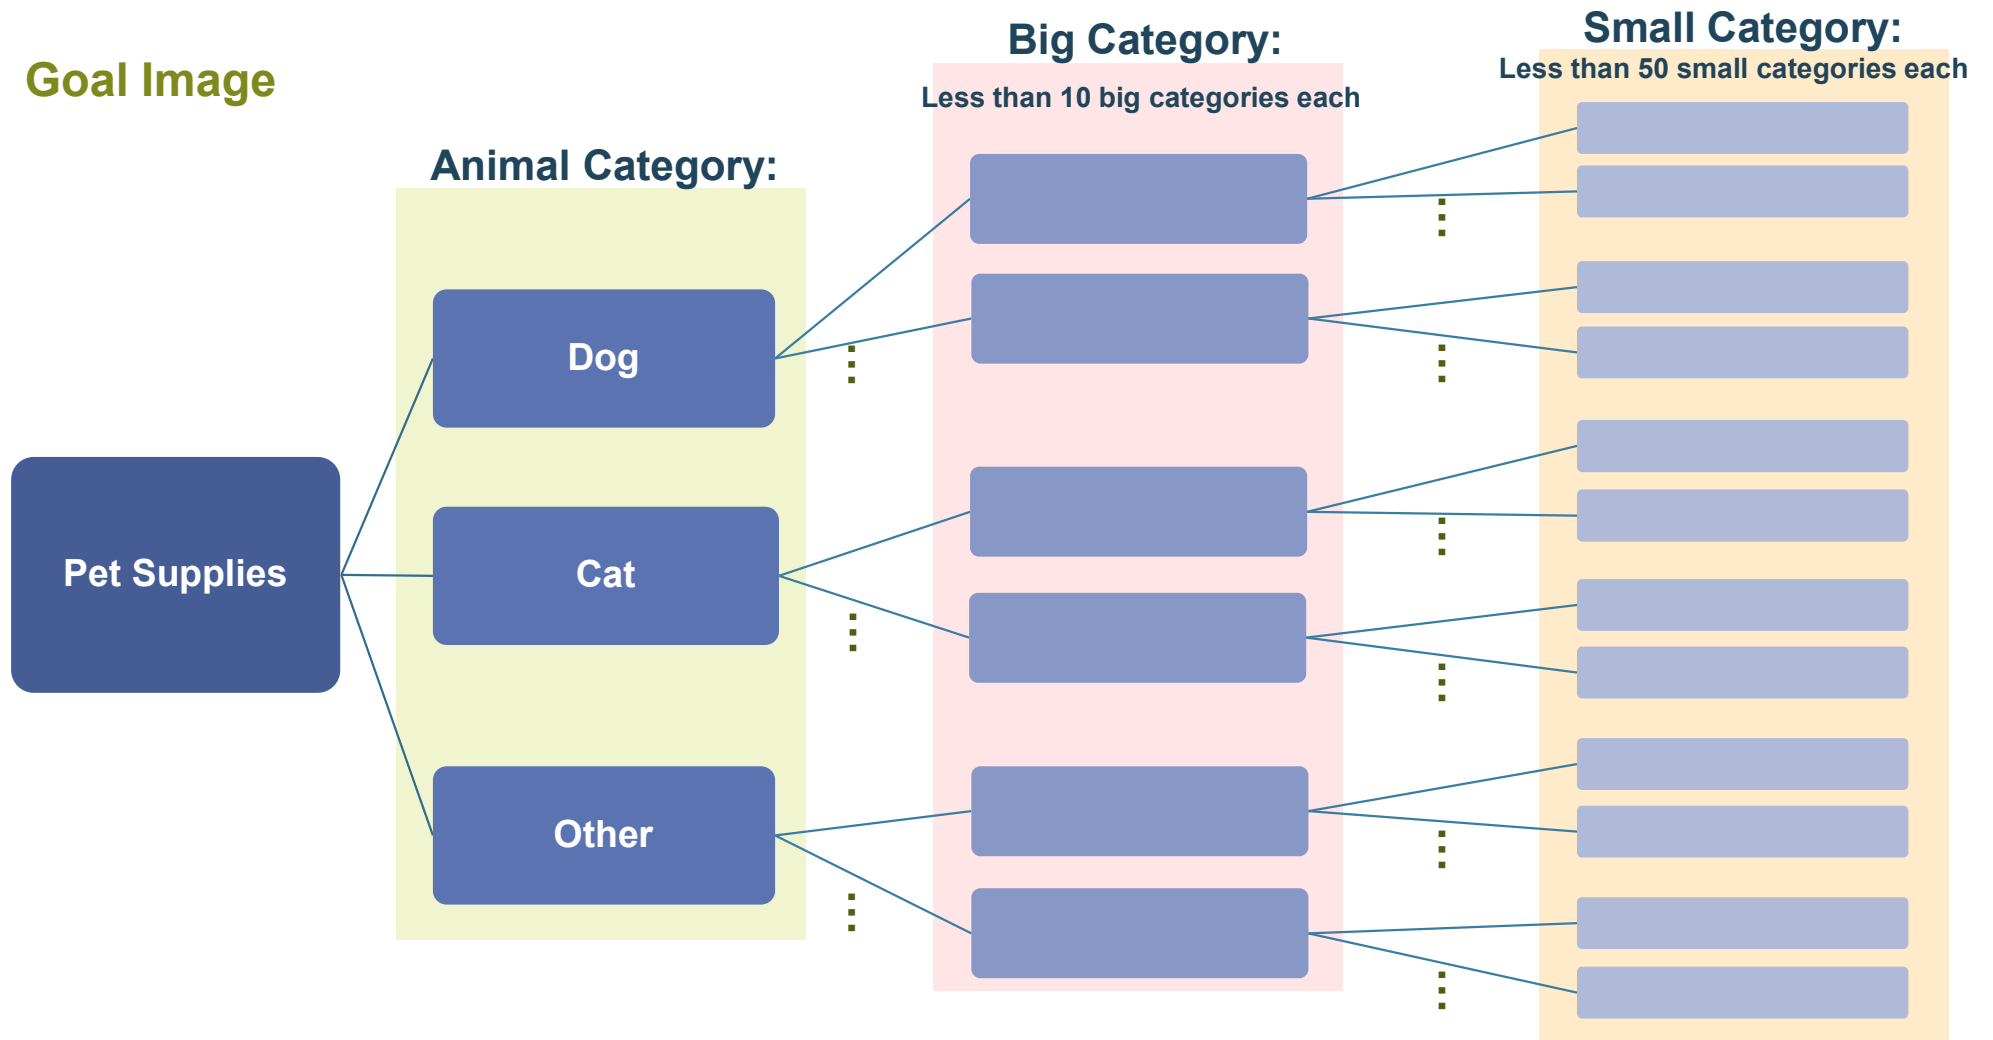 Goal Image
Animal Category:
Big Category:
Less than 10 big categories each
Small Category:
Less than 50 small categories each
Pet Supplies
Dog
Cat
Other